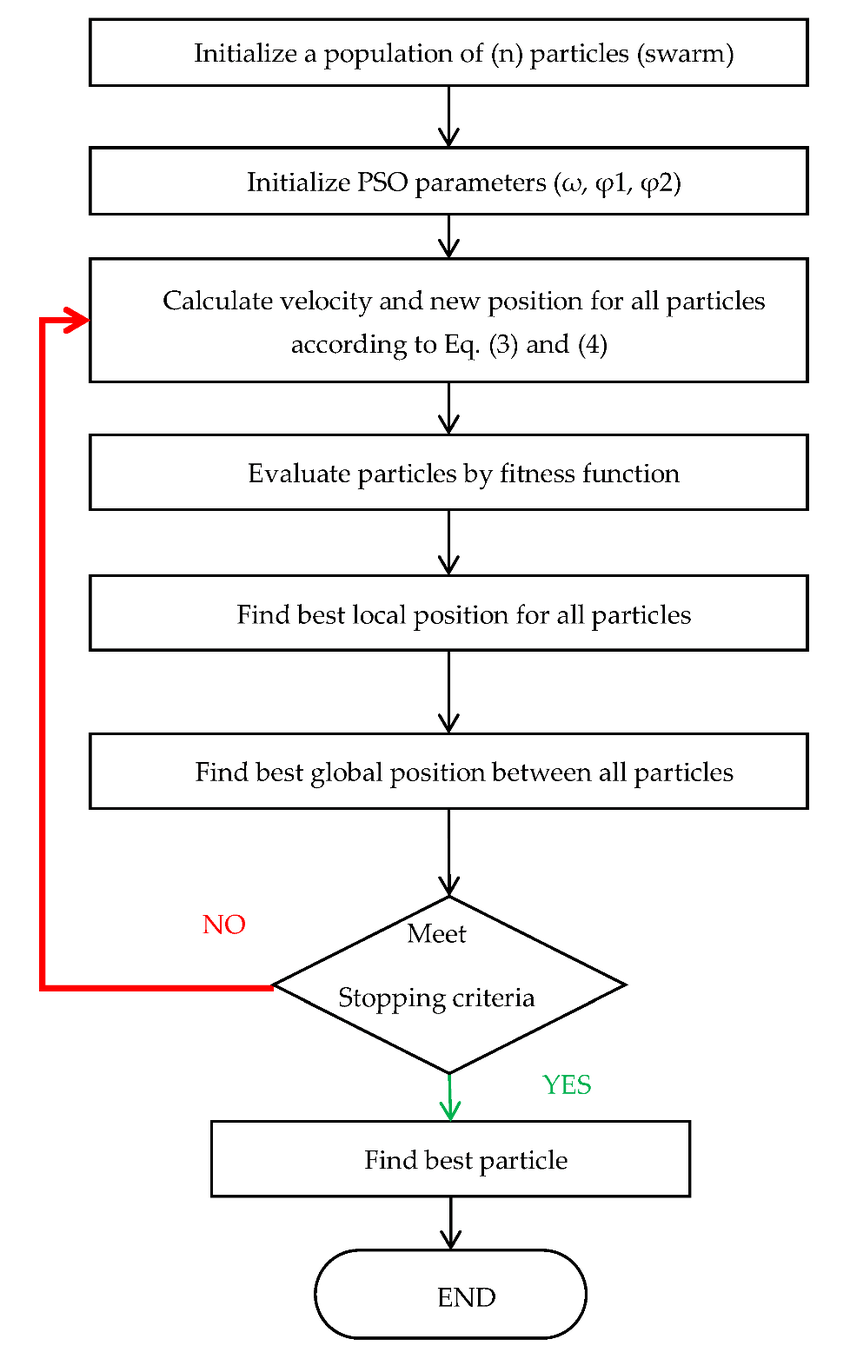 Initialize a population of (n) particles (swarm)
Initialize PSO parameters (ω, φ1, φ2)
Calculate velocity and new position for all particles
according to Eq. (3) and (4)
Evaluate particles by fitness function
Find best local position for all particles
Find best global position between all particles
NO
Meet
Stopping criteria
YES
Find best particle
END